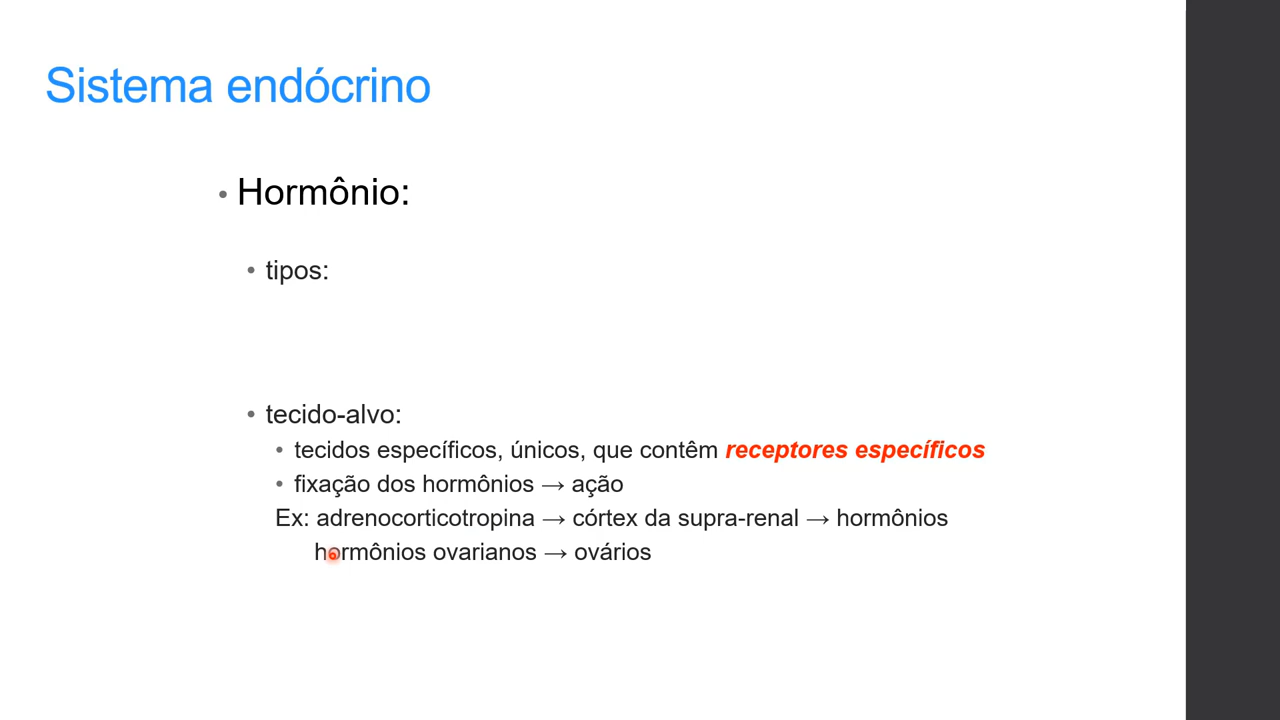 Sistema endócrino
• Hormônio:
• tipos:
• tecido-alvo:
• tecidos específicos, únicos, que contêm receptores específicos
• fixação dos hormônios → ação
Ex: adrenocorticotropina → córtex da supra-renal → hormônios
hormônios ovarianos → ovários